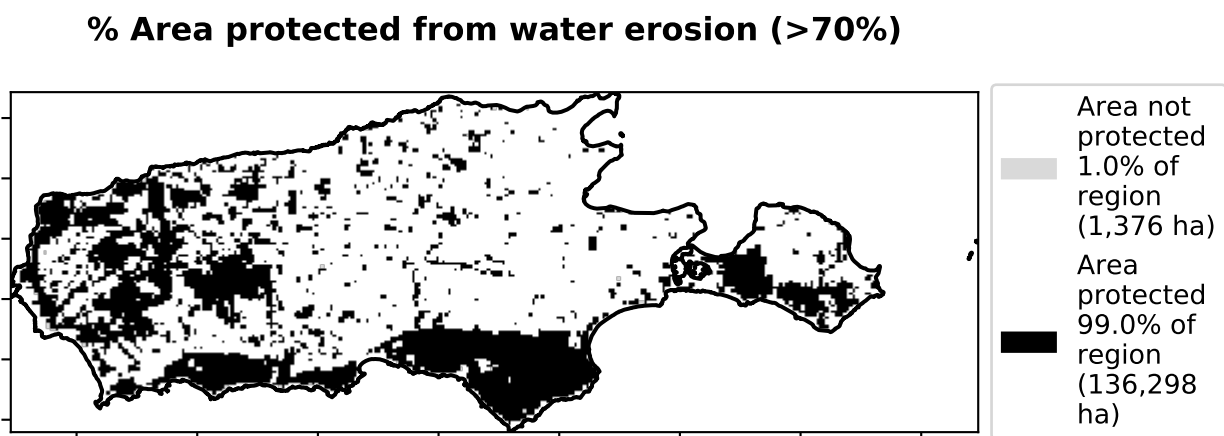 % Area protected from water erosion (>70%)
Area not
protected
1.0% of
region
(1,376 ha)
Area
protected
99.0% of
region
(136,298
ha)